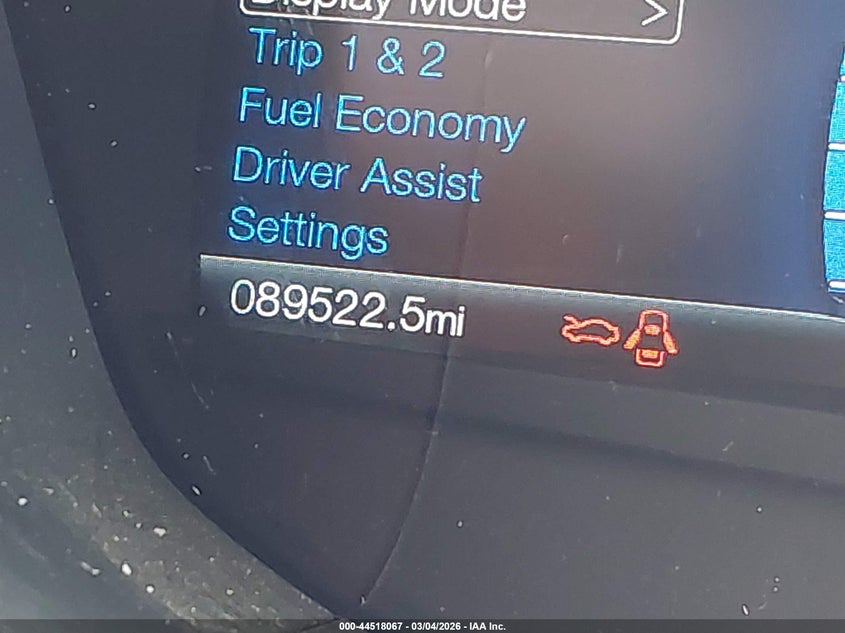 Display Mode >
Trip 1 & 2
Fuel Economy
Driver Assist
Settings
089522.5mi
000-44518067 - 03/04/2026 - IAA Inc.